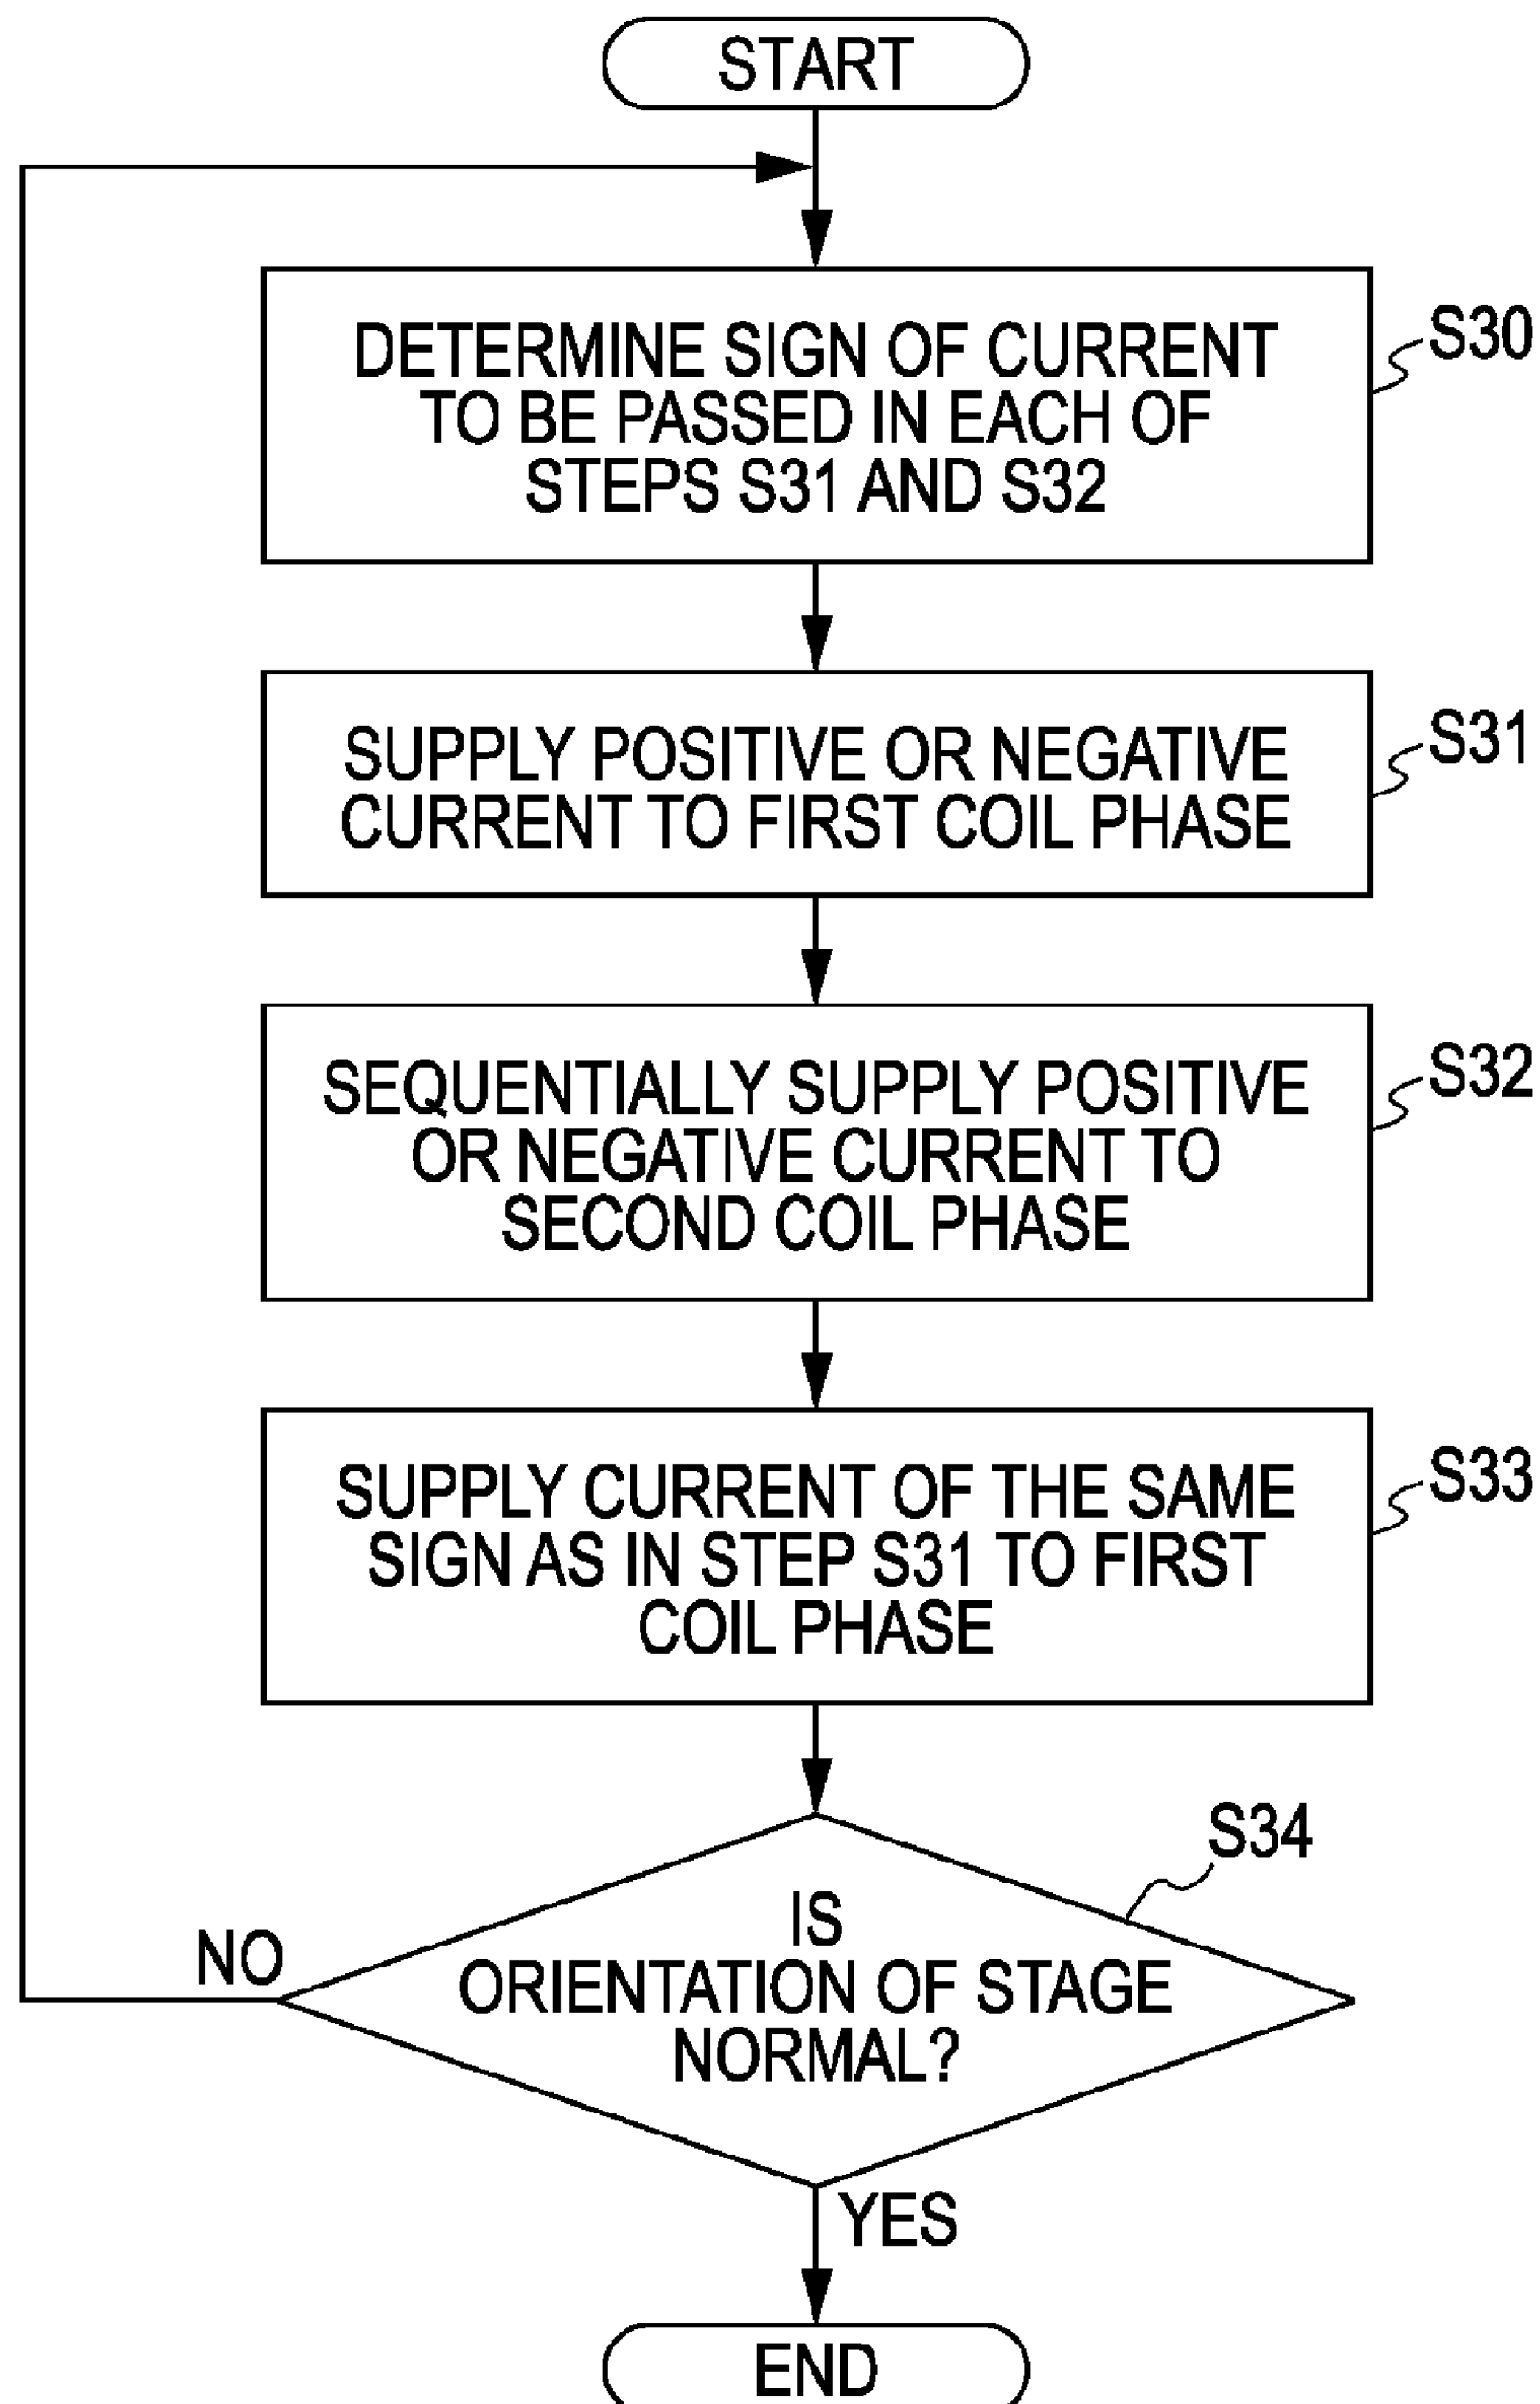 START
DETERMINE SIGN OF CURRENT
TO BE PASSED IN EACH OF
STEPS S31 AND S32
S30
SUPPLY POSITIVE OR NEGATIVE
CURRENT TO FIRST COIL PHASE
S31
SEQUENTIALLY SUPPLY POSITIVE
OR NEGATIVE CURRENT TO
SECOND COIL PHASE
S32
SUPPLY CURRENT OF THE SAME
SIGN AS IN STEP S31 TO FIRST
COIL PHASE
S33
S34
IS
ORIENTATION OF STAGE
NORMAL?
NO
YES
END